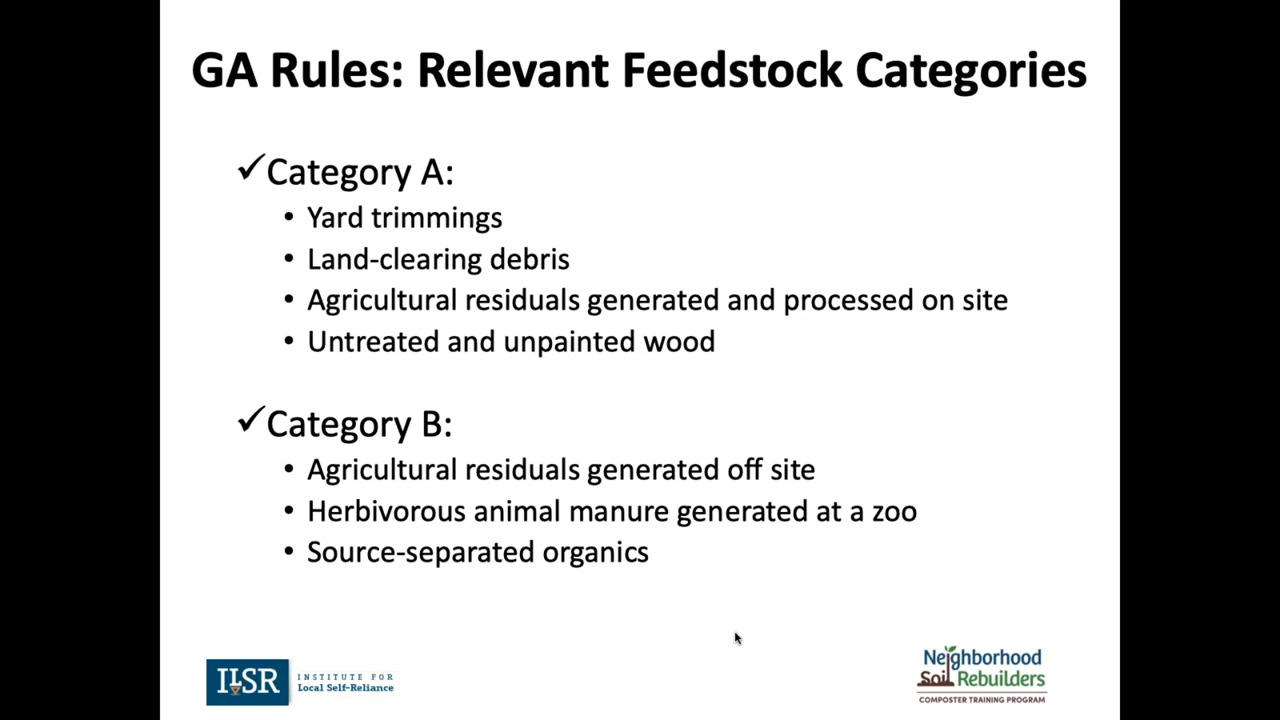 GA Rules: Relevant Feedstock Categories
✓Category A:
• Yard trimmings
• Land-clearing debris
• Agricultural residuals generated and processed on site
• Untreated and unpainted wood
✓Category B:
• Agricultural residuals generated off site
• Herbivorous animal manure generated at a zoo
• Source-separated organics
ILSR
INSTITUTE FOR
Local Self-Reliance
Neighborhood
Soil Rebuilders
COMPOSTER TRAINING PROGRAM